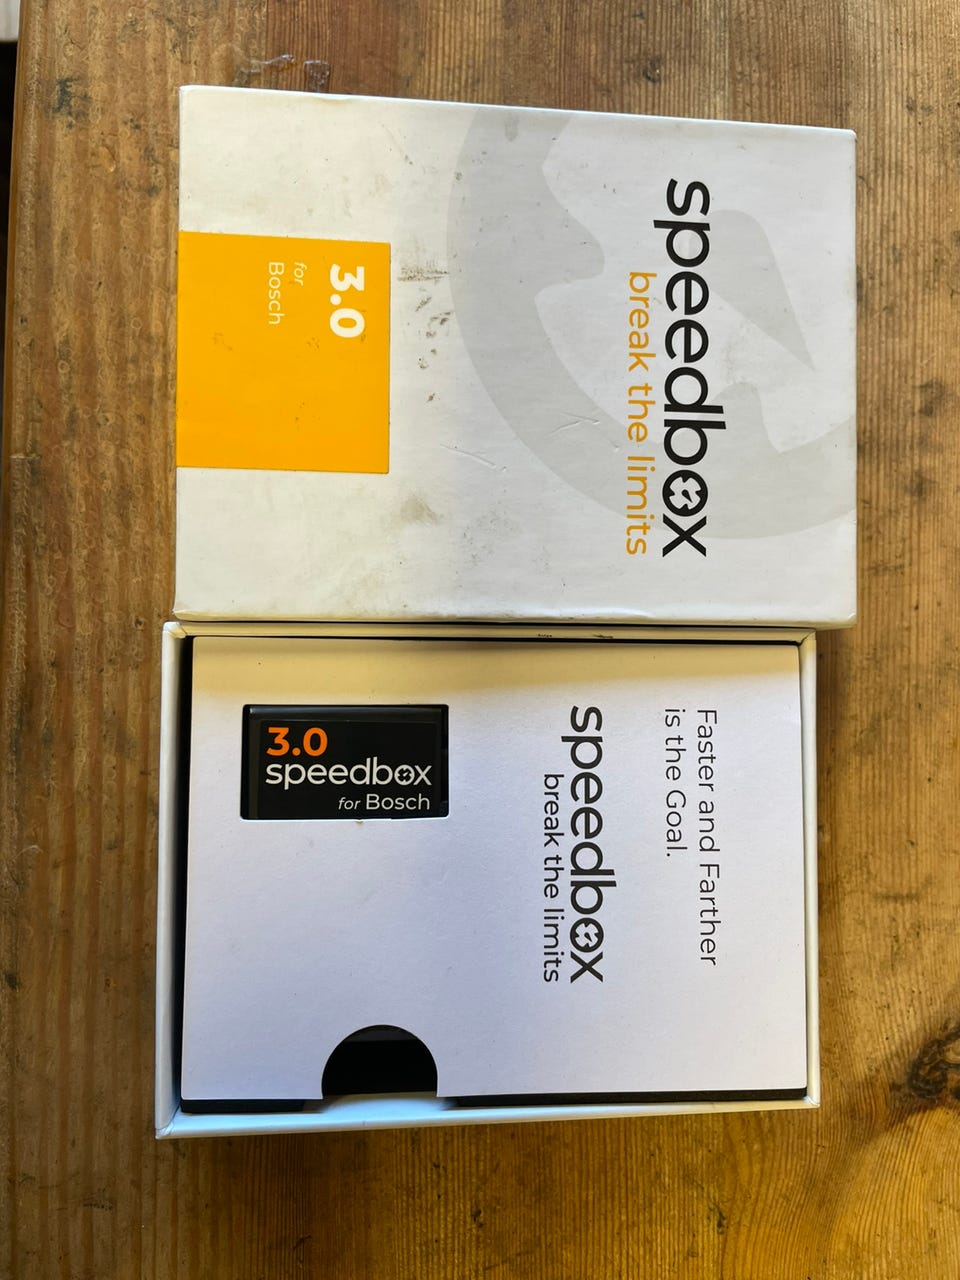 speedbox
break the limits
3.0
for
Bosch
Faster and Farther
is the Goal.
speedbox
break the limits
3.0
speedbox
for Bosch